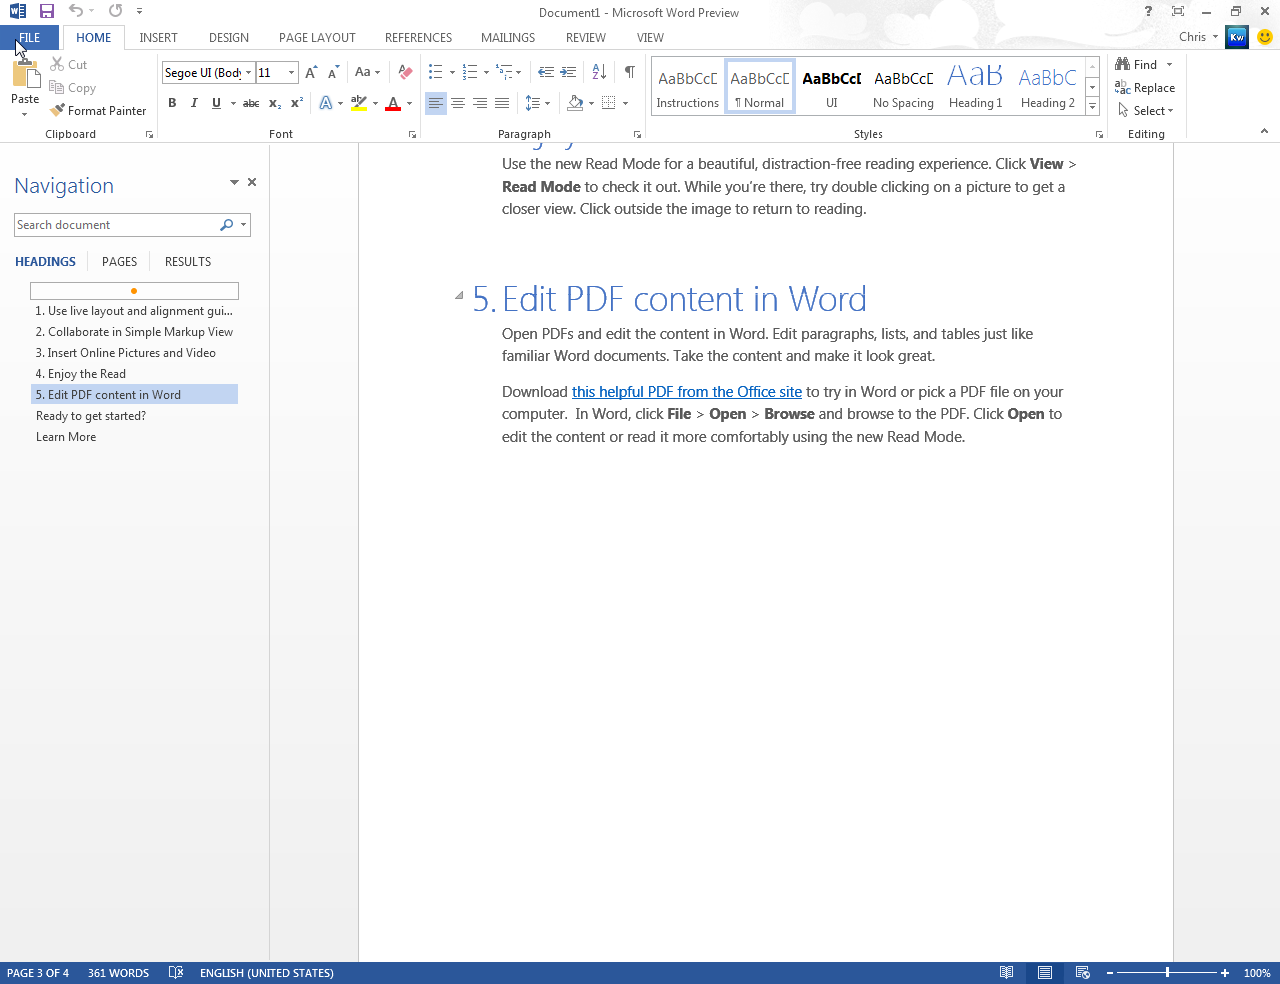 Document1 - Microsoft Word Preview
FILE HOME INSERT DESIGN PAGE LAYOUT REFERENCES MAILINGS REVIEW VIEW Chris Kw
Paste
Cut
Copy
Format Painter
Clipboard
Segoe UI (Body 11
Font
Paragraph
AaBbCcD AaBbCcD AaBbCcI AaBbCcD AaB AaBbC
Instructions ¶ Normal UI No Spacing Heading 1 Heading 2
Styles
Find
Replace
Select
Editing
Navigation
Search document
HEADINGS PAGES RESULTS
1. Use live layout and alignment gui...
2. Collaborate in Simple Markup View
3. Insert Online Pictures and Video
4. Enjoy the Read
5. Edit PDF content in Word
Ready to get started?
Learn More
Use the new Read Mode for a beautiful, distraction-free reading experience. Click View >
Read Mode to check it out. While you're there, try double clicking on a picture to get a
closer view. Click outside the image to return to reading.
5. Edit PDF content in Word
Open PDFs and edit the content in Word. Edit paragraphs, lists, and tables just like
familiar Word documents. Take the content and make it look great.
Download this helpful PDF from the Office site to try in Word or pick a PDF file on your
computer. In Word, click File > Open > Browse and browse to the PDF. Click Open to
edit the content or read it more comfortably using the new Read Mode.
PAGE 3 OF 4 361 WORDS ENGLISH (UNITED STATES) 100%